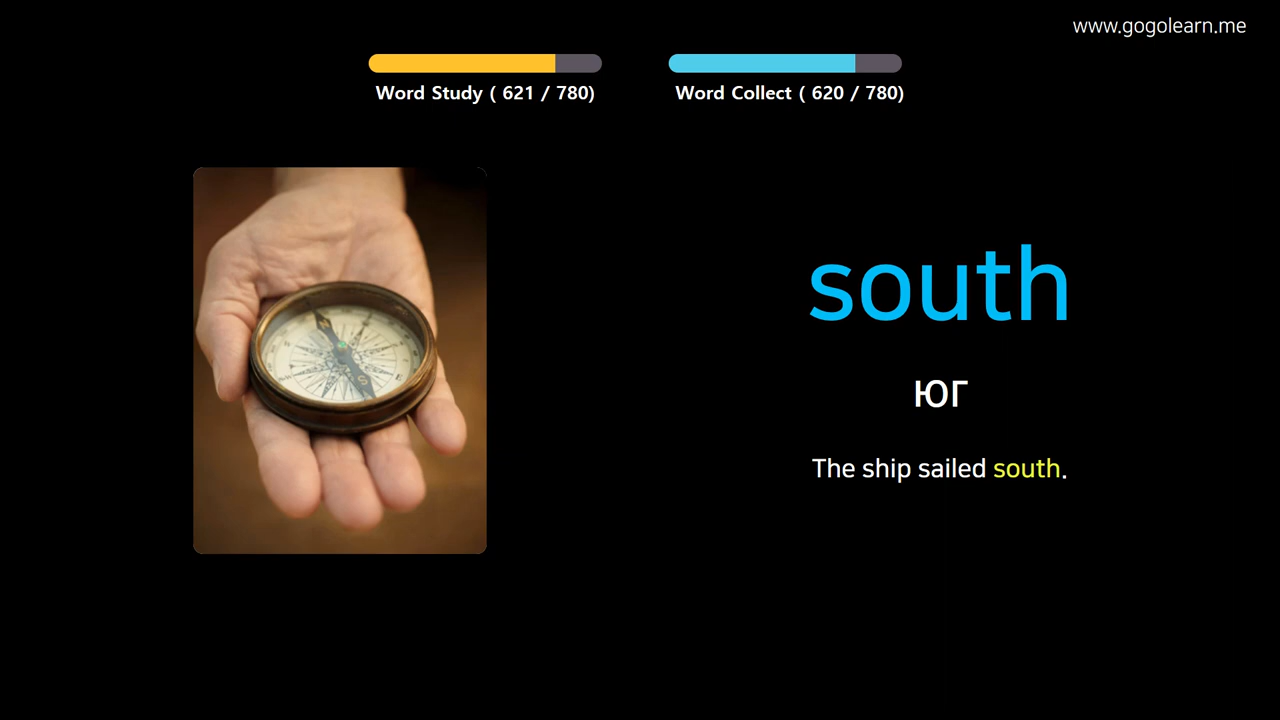 www.gogolearn.me
Word Study ( 621 / 780)
Word Collect ( 620 / 780)
south
юг
The ship sailed south.